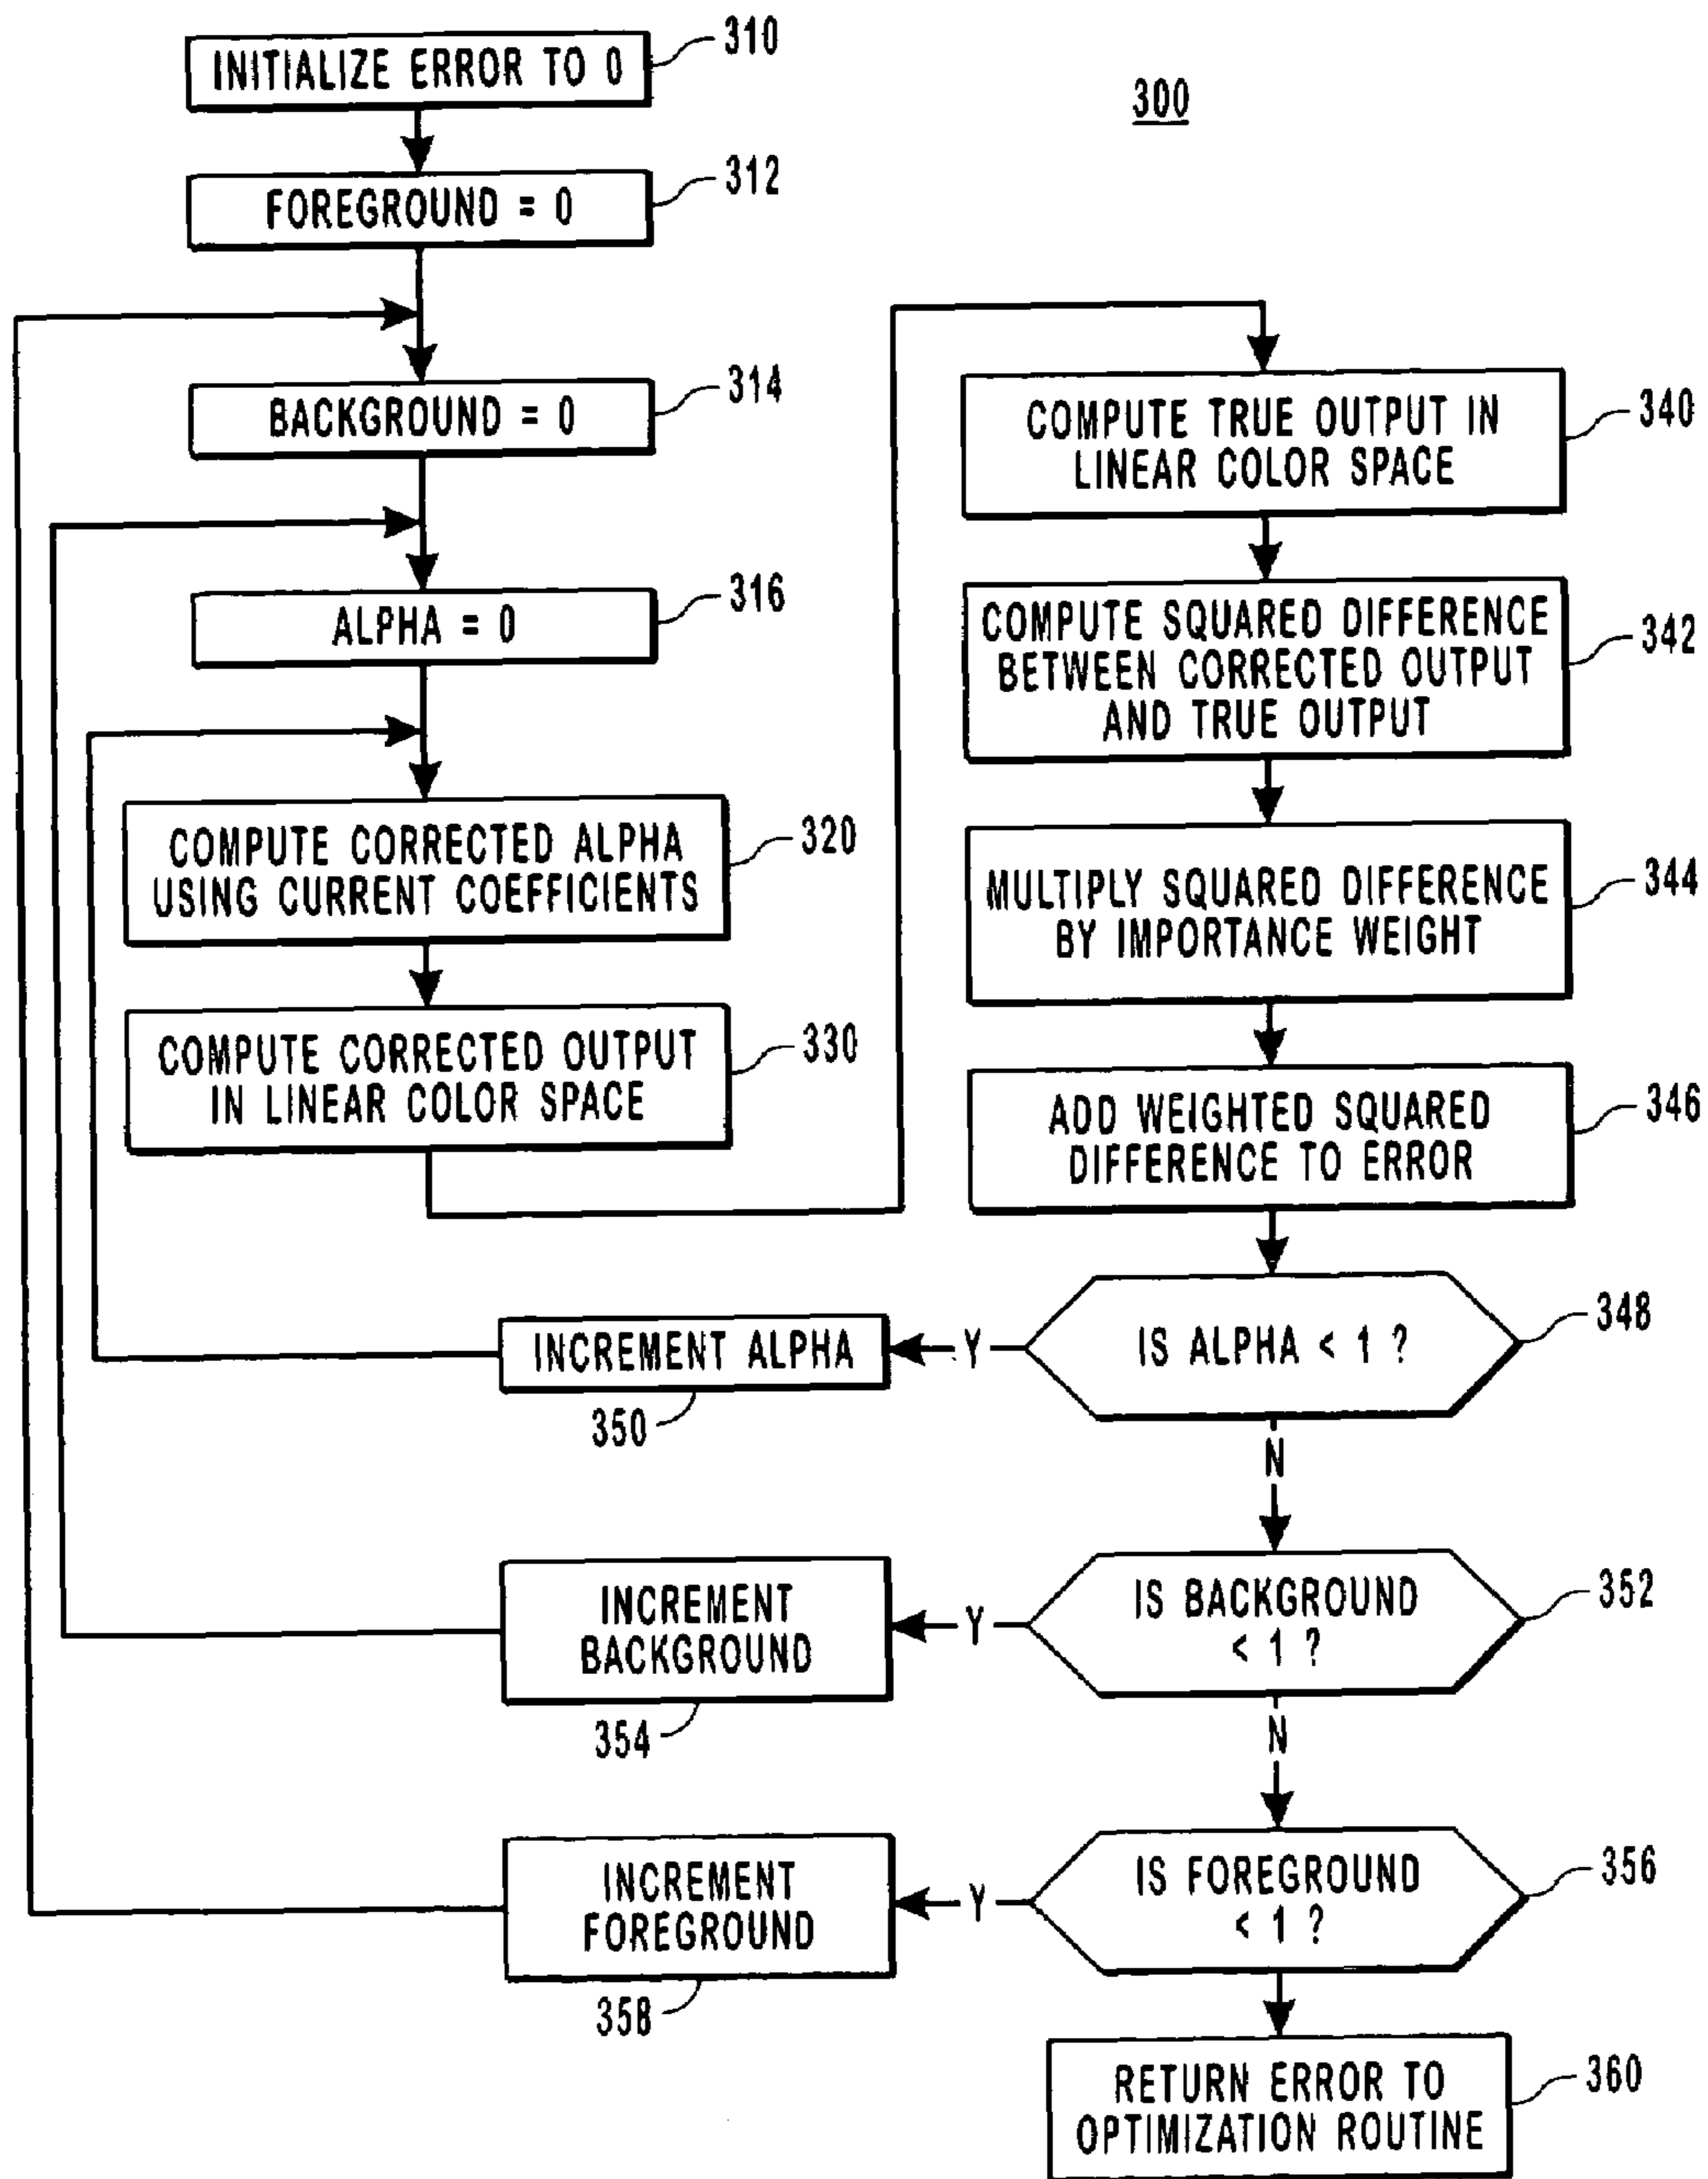 300
310
INITIALIZE ERROR TO 0
312
FOREGROUND = 0
314
BACKGROUND = 0
316
ALPHA = 0
320
COMPUTE CORRECTED ALPHA
USING CURRENT COEFFICIENTS
330
COMPUTE CORRECTED OUTPUT
IN LINEAR COLOR SPACE
340
COMPUTE TRUE OUTPUT IN
LINEAR COLOR SPACE
342
COMPUTE SQUARED DIFFERENCE
BETWEEN CORRECTED OUTPUT
AND TRUE OUTPUT
344
MULTIPLY SQUARED DIFFERENCE
BY IMPORTANCE WEIGHT
346
ADD WEIGHTED SQUARED
DIFFERENCE TO ERROR
348
IS ALPHA < 1 ?
Y
INCREMENT ALPHA
350
N
352
IS BACKGROUND
< 1 ?
Y
INCREMENT
BACKGROUND
354
N
356
IS FOREGROUND
< 1 ?
Y
INCREMENT
FOREGROUND
358
360
RETURN ERROR TO
OPTIMIZATION ROUTINE